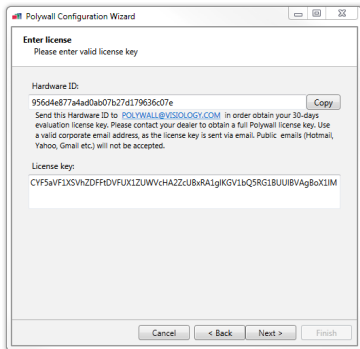 Polywall Configuration Wizard
Enter license
Please enter valid license key
Hardware ID:
956d4e877a4ad0ab07b27d179636c07e
Copy
Send this Hardware ID to POLYWALL@VISIOLOGY.COM in order obtain your 30-days
evaluation license key. Please contact your dealer to obtain a full Polywall license key. Use
a valid corporate email address, as the license key is sent via email. Public emails (Hotmail,
Yahoo, Gmail etc.) will not be accepted.
License key:
CYF5aVF1XSVhZDFFtDVFUX1ZUWVcHA2ZcUBxRA1glKGV1bQ5RG1BUUlBVAgBoX1lM
Cancel
< Back
Next >
Finish